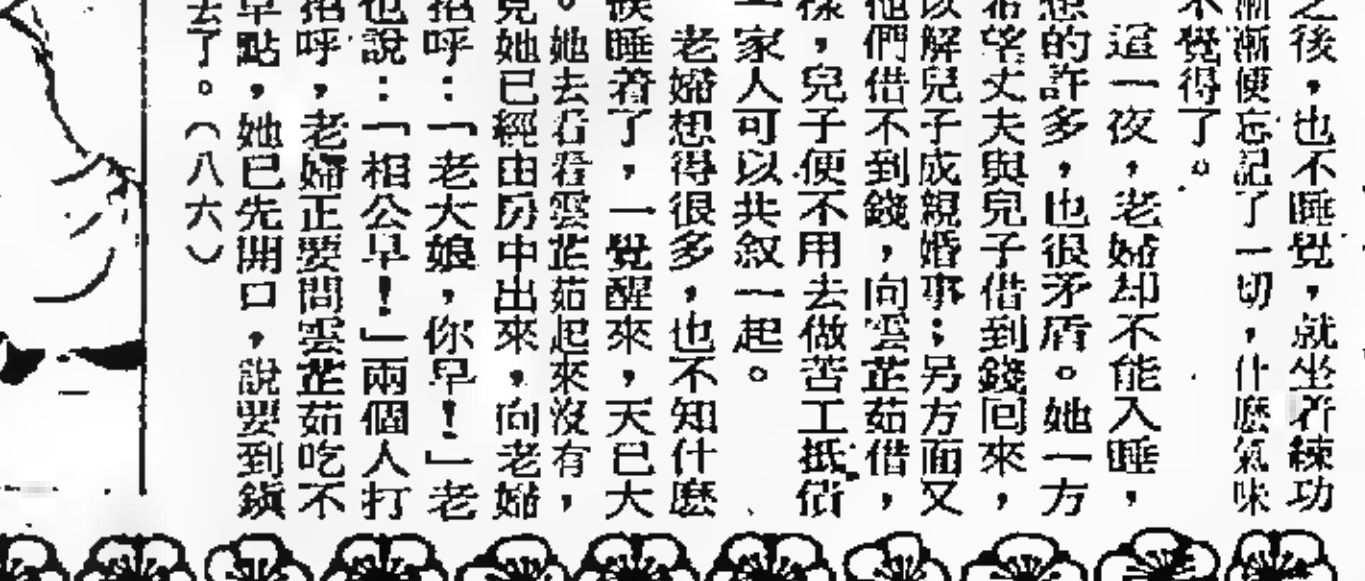 之後，也不睡覺，就坐着練功
漸漸便忘記了一切，什麽氣味
不覺得了。
這一夜，老婦却不能入睡，
想的許多，也很矛盾。她一方
希望丈夫與兒子借到錢回來，
以解兒子成親婚事；另方面又
他們借不到錢，向雲芷茹借，
樣，兒子便不用去做苦工抵償
一家人可以共叙一起。
老婦想得很多，也不知什麽
候睡着了，一覺醒來，天已大
。她去看看雲芷茹起來沒有，
見她已經由房中出來，向老婦
招呼：「老大娘，你早！」老
也說：「相公早！」兩個人打
招呼，老婦正要問雲芷茹吃不
早點，她已先開口，說要到鎮
去了。（八六）